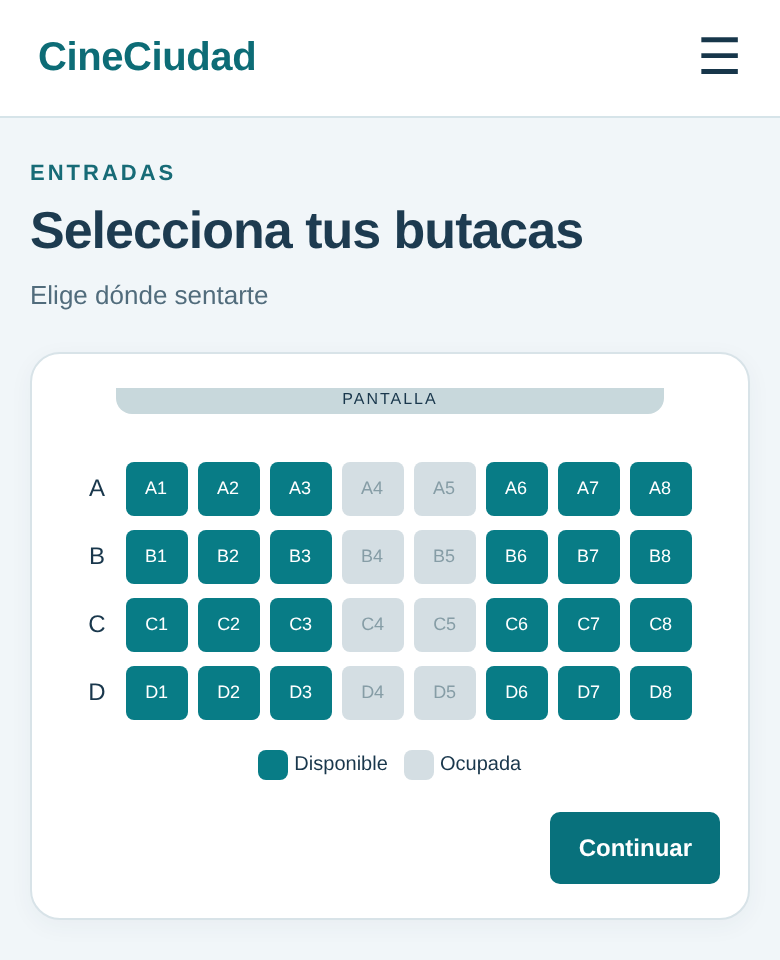 CineCiudad
ENTRADAS
Selecciona tus butacas
Elige dónde sentarte
PANTALLA
A A1 A2 A3 A4 A5 A6 A7 A8
B B1 B2 B3 B4 B5 B6 B7 B8
C C1 C2 C3 C4 C5 C6 C7 C8
D D1 D2 D3 D4 D5 D6 D7 D8
Disponible Ocupada
Continuar